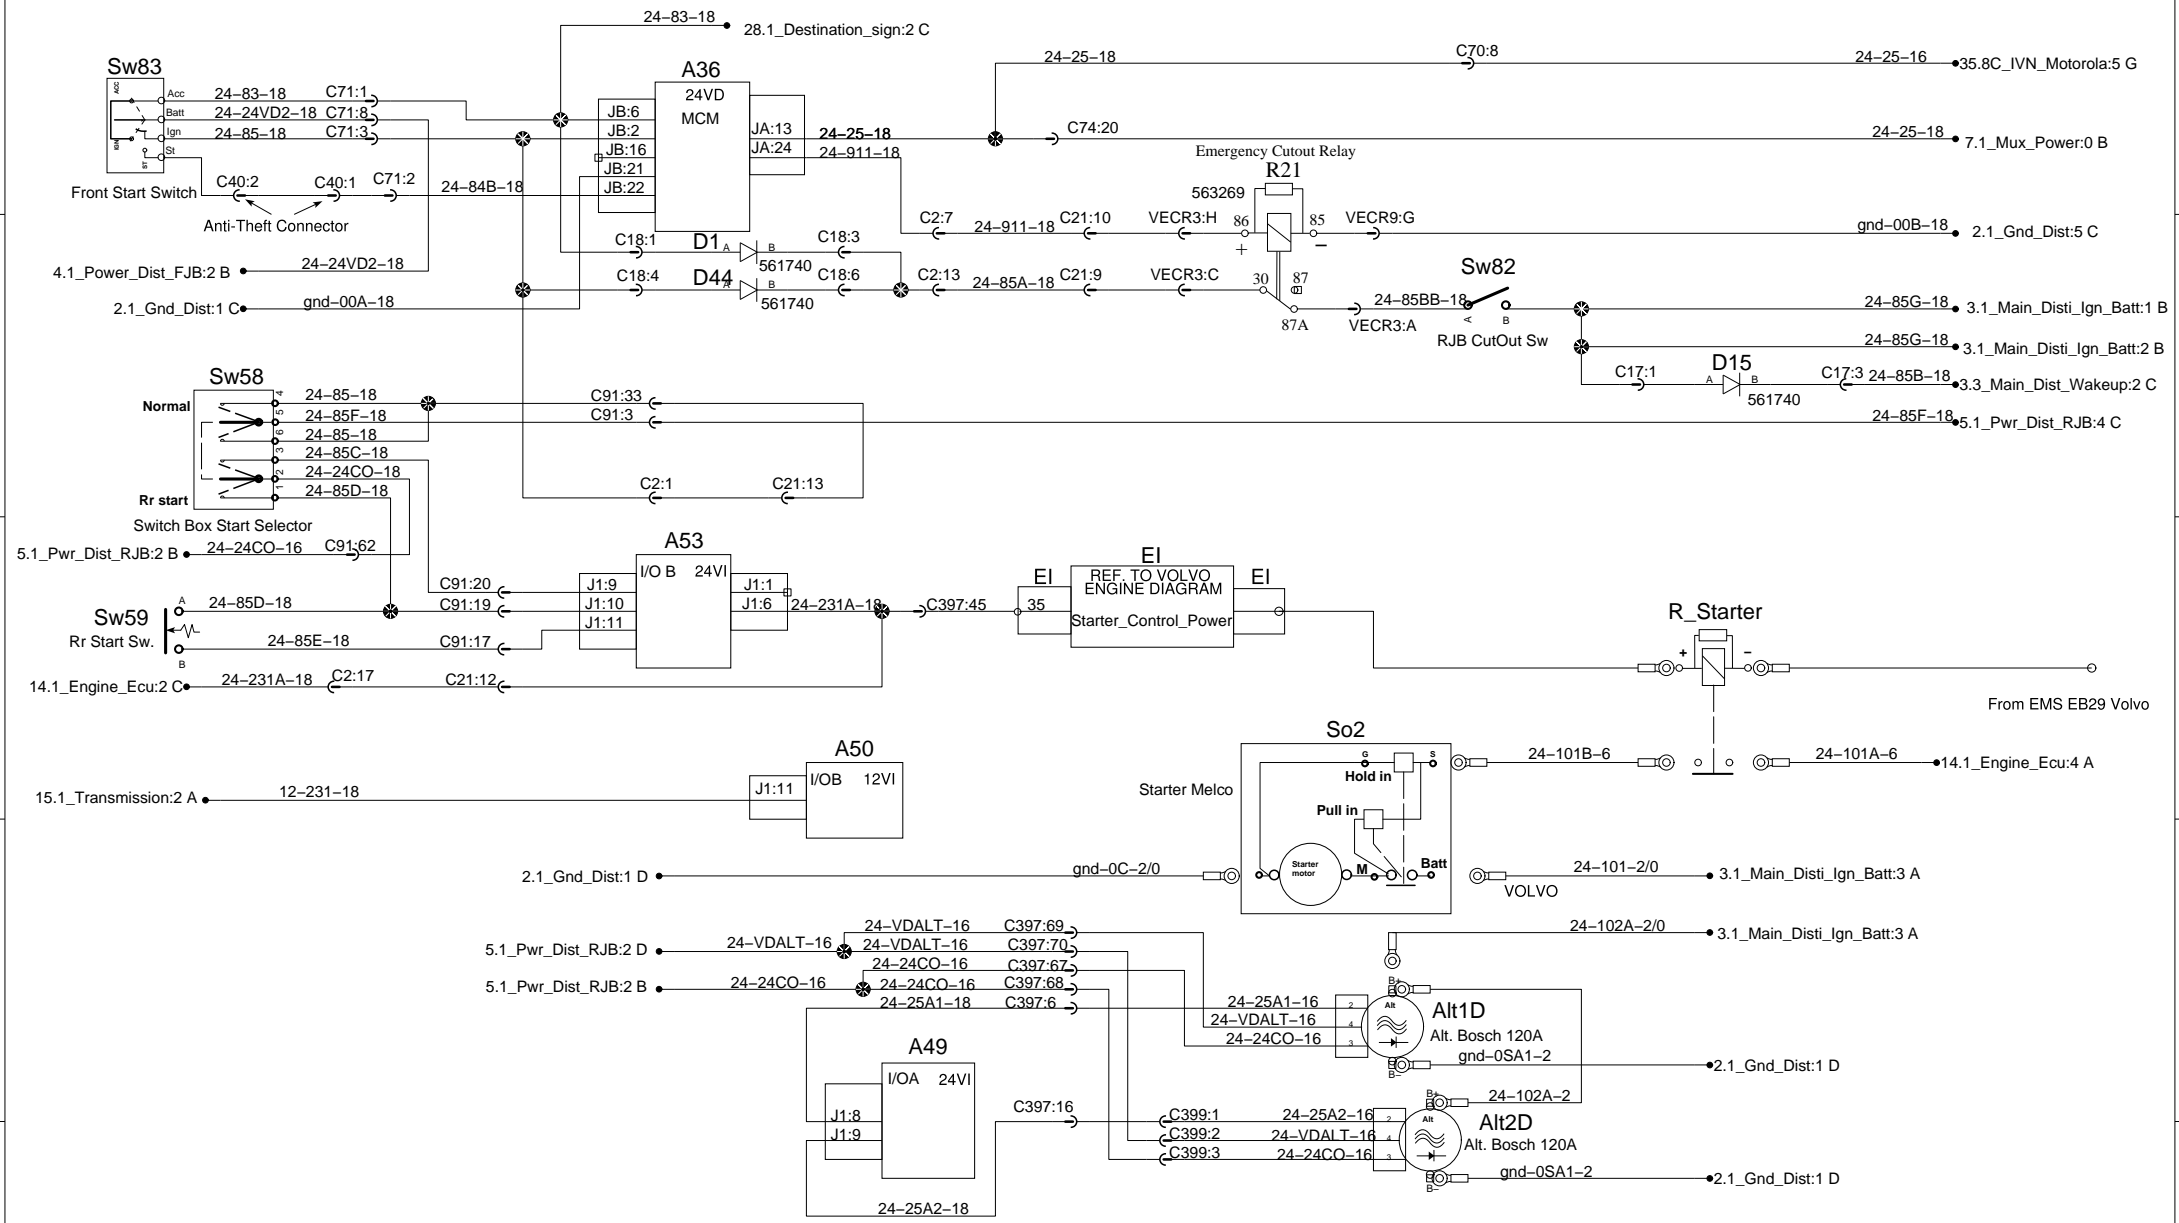 24-83-18
28.1_Destination_sign:2 C
Sw83
ACC
IGN
ST
Acc
Batt
Ign
St
24-83-18 C71:1
24-24VD2-18 C71:8
24-85-18 C71:3
Front Start Switch
C40:2 C40:1 C71:2 24-84B-18
Anti-Theft Connector
4.1_Power_Dist_FJB:2 B 24-24VD2-18
2.1_Gnd_Dist:1 C gnd-00A-18
A36
24VD
MCM
JB:6
JB:2
JB:16
JB:21
JB:22
JA:13
JA:24
24-25-18
24-911-18
24-25-18 C70:8 24-25-16 35.8C_IVN_Motorola:5 G
C74:20 24-25-18 7.1_Mux_Power:0 B
Emergency Cutout Relay
R21
563269
C2:7 24-911-18 C21:10 VECR3:H 86 85 VECR9:G gnd-00B-18 2.1_Gnd_Dist:5 C
+ −
C18:1 D1 A B C18:3
561740
C18:4 D44 A B C18:6
561740
C2:13 24-85A-18 C21:9 VECR3:C 30 87
87A
VECR3:A
24-85BB-18
Sw82
A B
RJB CutOut Sw
24-85G-18 3.1_Main_Disti_Ign_Batt:1 B
24-85G-18 3.1_Main_Disti_Ign_Batt:2 B
C17:1 A D15 B C17:3 24-85B-18 3.3_Main_Dist_Wakeup:2 C
561740
Sw58
Normal
Rr start
Switch Box Start Selector
4 24-85-18 C91:33
5 24-85F-18 C91:3 24-85F-18 5.1_Pwr_Dist_RJB:4 C
6 24-85-18
3 24-85C-18
2 24-24CO-18
1 24-85D-18
C2:1 C21:13
5.1_Pwr_Dist_RJB:2 B 24-24CO-16 C91:62
Sw59
Rr Start Sw.
A
B
24-85D-18
24-85E-18
C91:20
C91:19
C91:17
14.1_Engine_Ecu:2 C 24-231A-18 C2:17 C21:12
A53
I/O B 24VI
J1:9
J1:10
J1:11
J1:1
J1:6
24-231A-18 C397:45
EI
EI
EI
35
REF. TO VOLVO
ENGINE DIAGRAM
Starter_Control_Power
R_Starter
+ −
From EMS EB29 Volvo
A50
I/OB 12VI
J1:11
15.1_Transmission:2 A 12-231-18
So2
Starter Melco
G S
Hold in
Pull in
Starter
motor
M
Batt
24-101B-6 24-101A-6 14.1_Engine_Ecu:4 A
2.1_Gnd_Dist:1 D gnd-0C-2/0
24-101-2/0 3.1_Main_Disti_Ign_Batt:3 A
VOLVO
24-102A-2/0 3.1_Main_Disti_Ign_Batt:3 A
5.1_Pwr_Dist_RJB:2 D 24-VDALT-16
24-VDALT-16 C397:69
24-VDALT-16 C397:70
5.1_Pwr_Dist_RJB:2 B 24-24CO-16
24-24CO-16 C397:67
24-24CO-16 C397:68
24-25A1-18 C397:6
24-25A1-16 2
24-VDALT-16 4
24-24CO-16 3
B+
Alt
B−
Alt1D
Alt. Bosch 120A
gnd-0SA1-2 2.1_Gnd_Dist:1 D
24-102A-2
A49
I/OA 24VI
J1:8
J1:9
24-25A2-18
C397:16
C399:1 24-25A2-16 2
C399:2 24-VDALT-16 4
C399:3 24-24CO-16 3
B+
Alt
B−
Alt2D
Alt. Bosch 120A
gnd-0SA1-2 2.1_Gnd_Dist:1 D